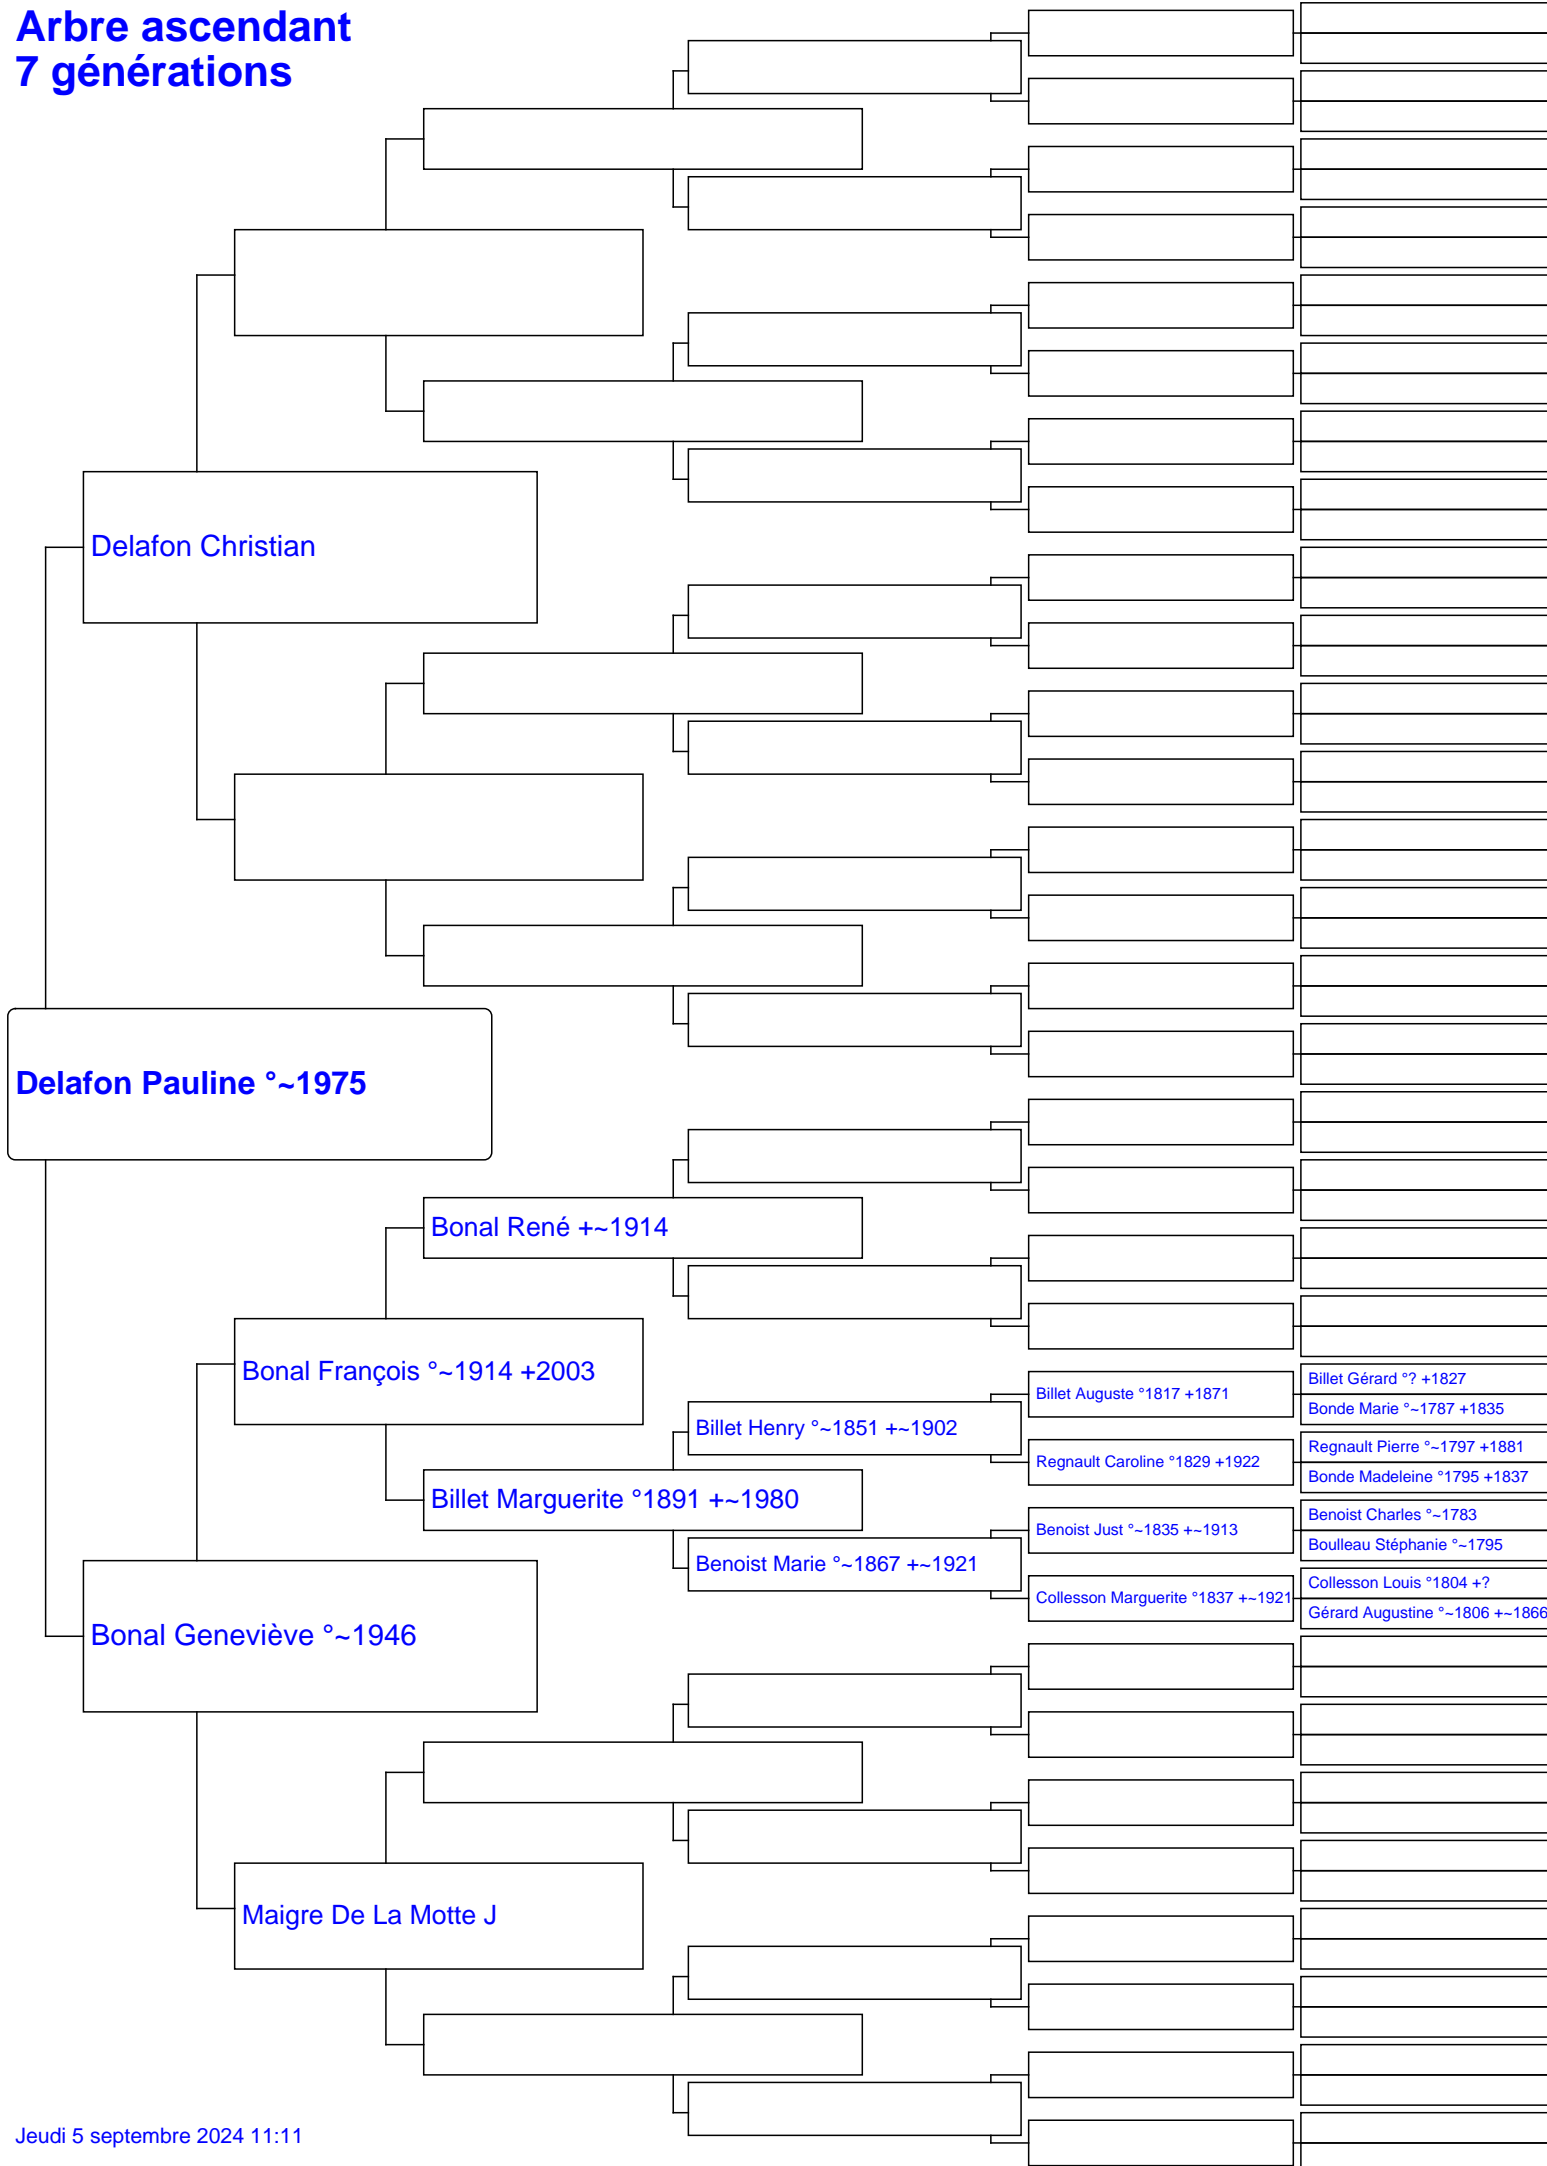 Arbre ascendant
7 générations
Delafon Christian
Delafon Pauline °~1975
Bonal René +~1914
Bonal François °~1914 +2003
Billet Auguste °1817 +1871
Billet Gérard °? +1827
Bonde Marie °~1787 +1835
Billet Henry °~1851 +~1902
Regnault Caroline °1829 +1922
Regnault Pierre °~1797 +1881
Bonde Madeleine °1795 +1837
Billet Marguerite °1891 +~1980
Benoist Just °~1835 +~1913
Benoist Charles °~1783
Boulleau Stéphanie °~1795
Benoist Marie °~1867 +~1921
Collesson Marguerite °1837 +~1921
Collesson Louis °1804 +?
Gérard Augustine °~1806 +~1866
Bonal Geneviève °~1946
Maigre De La Motte J
Jeudi 5 septembre 2024 11:11